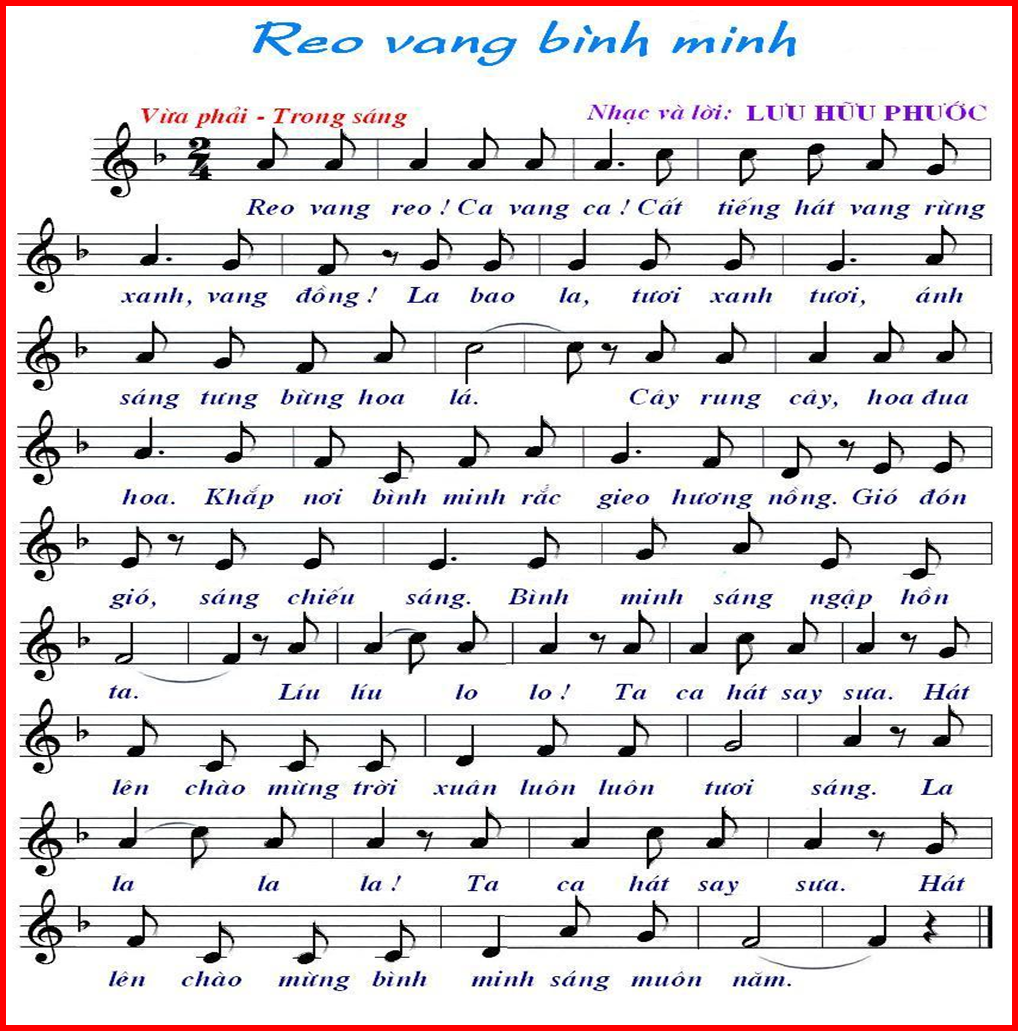 Reo vang bình minh
Vừa phải - Trong sáng
Nhạc và lời: LƯU HỮU PHƯỚC
2
4
Reo vang reo ! Ca vang ca ! Cất tiếng hát vang rừng
xanh, vang đồng ! La bao la, tươi xanh tươi, ánh
sáng tưng bừng hoa lá. Cây rung cây, hoa đua
hoa. Khắp nơi bình minh rắc gieo hương nồng. Gió đón
gió, sáng chiếu sáng. Bình minh sáng ngập hồn
ta. Líu líu lo lo ! Ta ca hát say sưa. Hát
lên chào mừng trời xuân luôn luôn tươi sáng. La
la la la ! Ta ca hát say sưa. Hát
lên chào mừng bình minh sáng muôn năm.